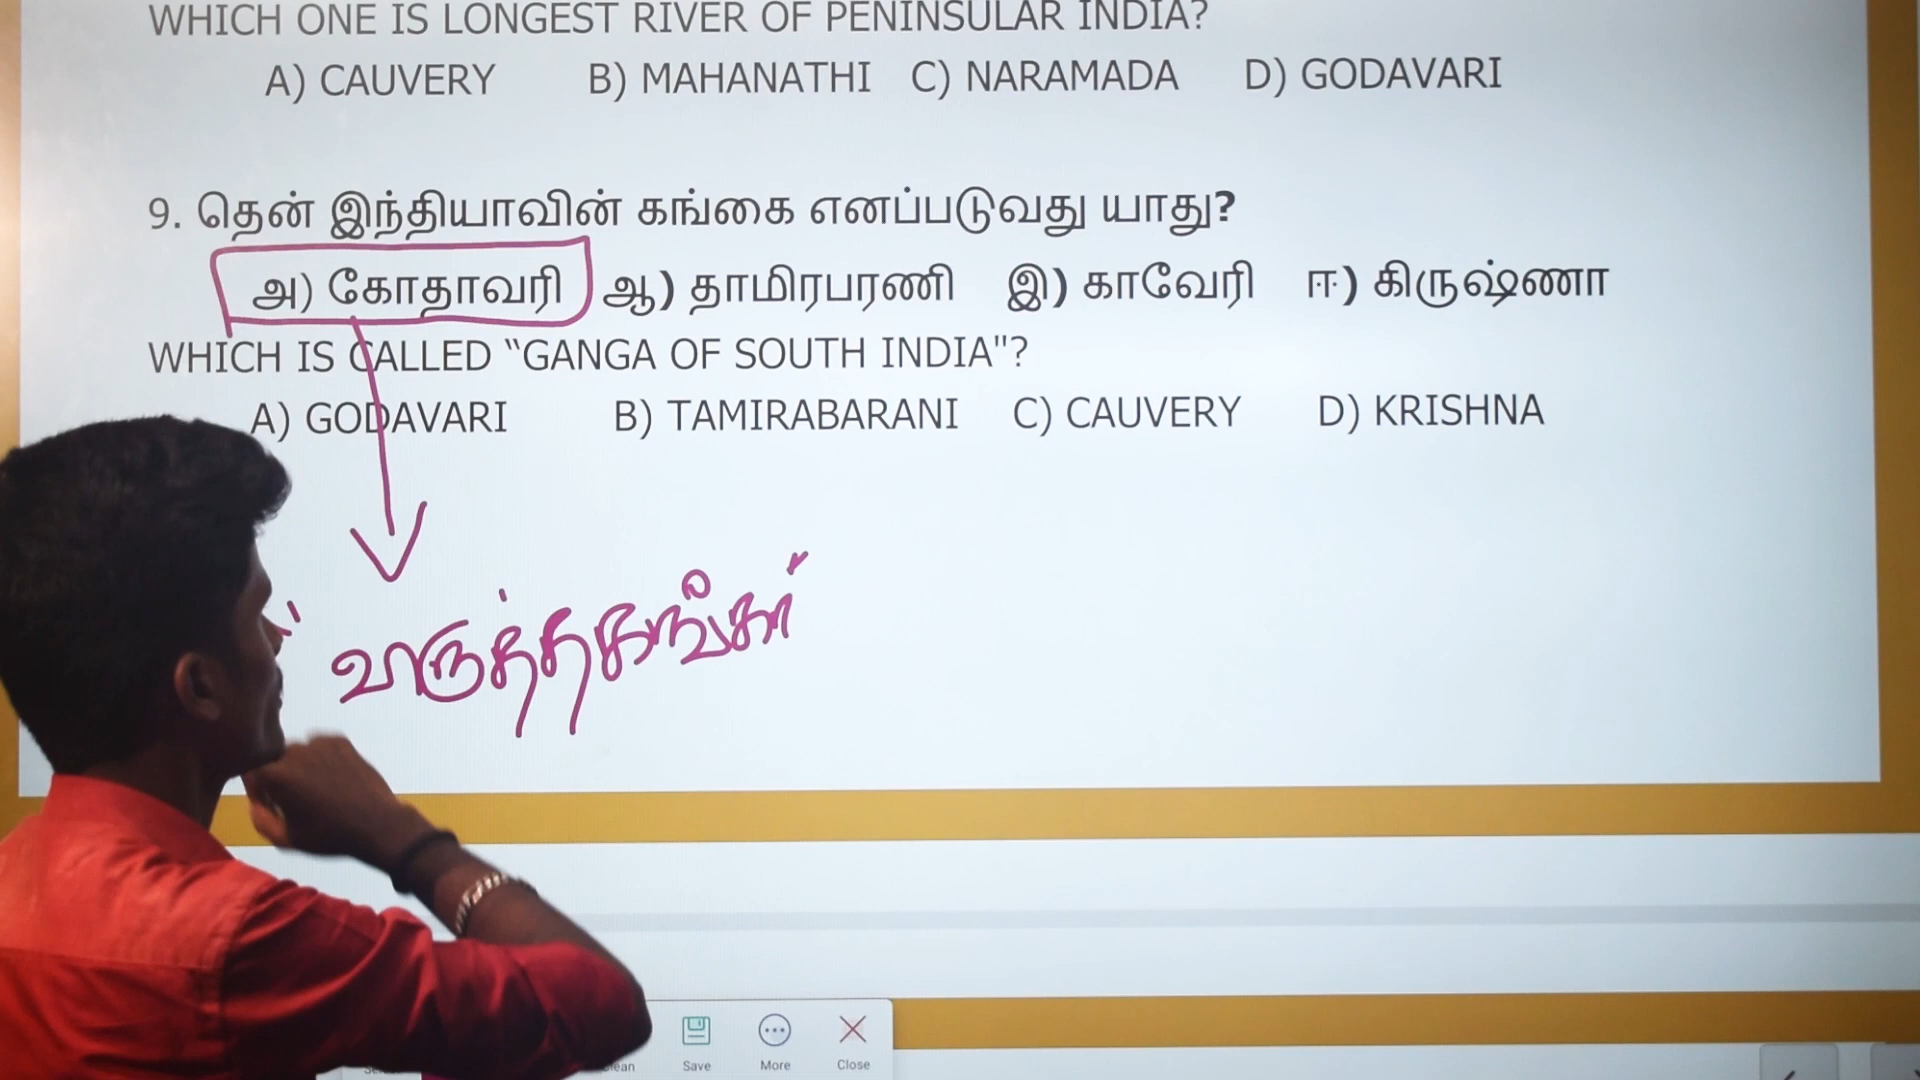 WHICH ONE IS LONGEST RIVER OF PENINSULAR INDIA?
A) CAUVERY B) MAHANATHI C) NARAMADA D) GODAVARI
9. தென் இந்தியாவின் கங்கை எனப்படுவது யாது?
அ) கோதாவரி ஆ) தாமிரபரணி இ) காவேரி ஈ) கிருஷ்ணா
WHICH IS CALLED “GANGA OF SOUTH INDIA"?
A) GODAVARI B) TAMIRABARANI C) CAUVERY D) KRISHNA
Save More Close